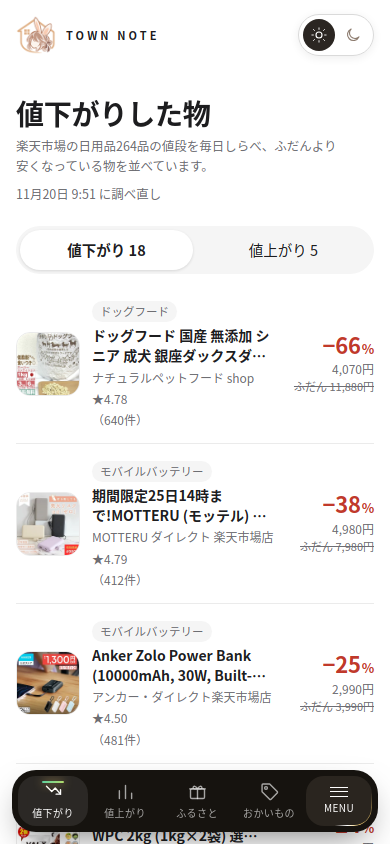 TOWN NOTE
値下がりした物
楽天市場の日用品264品の値段を毎日しらべ、ふだんより
安くなっている物を並べています。
11月20日 9:51 に調べ直し
値下がり 18
値上がり 5
ドッグフード
ドッグフード 国産 無添加 シ
ニア 成犬 銀座ダックスダ…
ナチュラルペットフード shop
★4.78
（640件）
−66%
4,070円
ふだん 11,880円
モバイルバッテリー
期間限定25日14時ま
で!MOTTERU (モッテル) …
MOTTERU ダイレクト 楽天市場店
★4.79
（412件）
−38%
4,980円
ふだん 7,980円
モバイルバッテリー
Anker Zolo Power Bank
(10000mAh, 30W, Built-…
アンカー・ダイレクト楽天市場店
★4.50
（481件）
−25%
2,990円
ふだん 3,990円
値下がり
値上がり
ふるさと
おかいもの
MENU
WPC 2kg (1kg×2袋) 選…